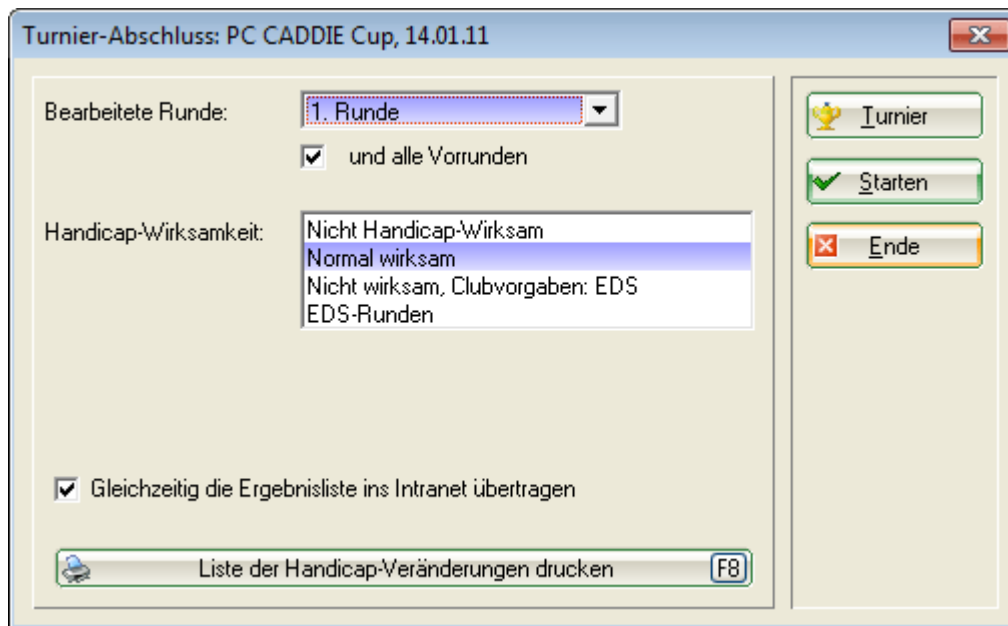 Turnier-Abschluss: PC CADDIE Cup, 14.01.11
Bearbeitete Runde: 1. Runde
und alle Vorrunden
Handicap-Wirksamkeit: Nicht Handicap-Wirksam
Normal wirksam
Nicht wirksam, Clubvorgaben: EDS
EDS-Runden
Gleichzeitig die Ergebnisliste ins Intranet übertragen
Liste der Handicap-Veränderungen drucken F8
Turnier
Starten
Ende